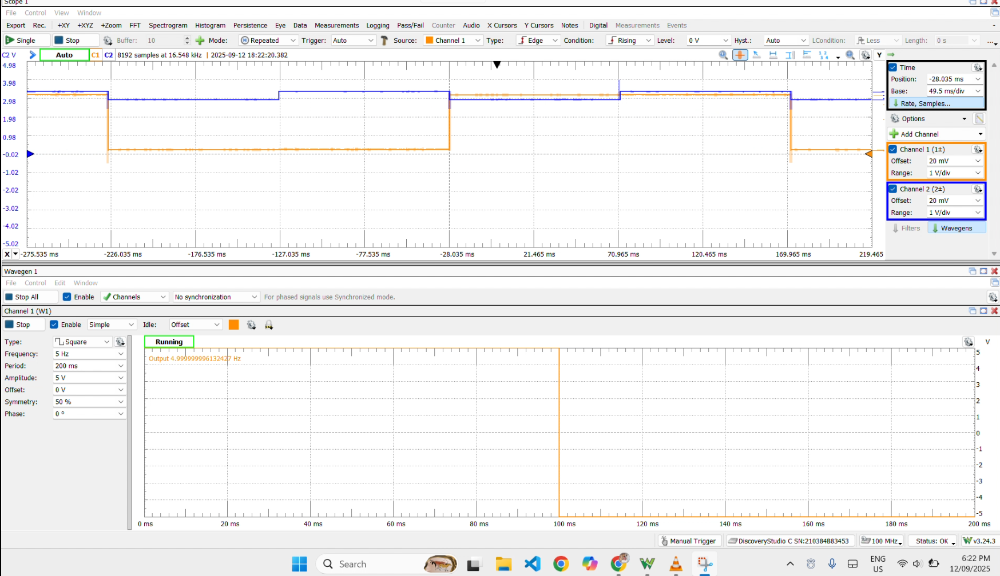 Scope 1
File Control View Window
Export Rec. +XY +XYZ +Zoom FFT Spectrogram Histogram Persistence Eye Data Measurements Logging Pass/Fail Counter Audio X Cursors Y Cursors Notes Digital Measurements Events
Single Stop Buffer: 10 Mode: Repeated Trigger: Auto Source: Channel 1 Type: Edge Condition: Rising Level: 0 V Hyst.: Auto LCondition: Less Length: 0 s ...
C2 V Auto C1 C2 8192 samples at 16.548 kHz | 2025-09-12 18:22:20.382 Y
4.98
3.98
2.98
1.98
0.98
-0.02
-1.02
-2.02
-3.02
-4.02
-5.02
X -275.535 ms -226.035 ms -176.535 ms -127.035 ms -77.535 ms -28.035 ms 21.465 ms 70.965 ms 120.465 ms 169.965 ms 219.465
Time
Position: -28.035 ms
Base: 49.5 ms/div
Rate, Samples...
Options
Add Channel
Channel 1 (1±)
Offset: 20 mV
Range: 1 V/div
Channel 2 (2±)
Offset: 20 mV
Range: 1 V/div
Filters Wavegens
Wavegen 1
File Control Edit Window
Stop All Enable Channels No synchronization For phased signals use Synchronized mode.
Channel 1 (W1)
Stop Enable Simple Idle: Offset
Type: Square
Frequency: 5 Hz
Period: 200 ms
Amplitude: 5 V
Offset: 0 V
Symmetry: 50 %
Phase: 0 º
Running V
Output 4.999999996132427 Hz
5
4
3
2
1
0
-1
-2
-3
-4
-5
0 ms 20 ms 40 ms 60 ms 80 ms 100 ms 120 ms 140 ms 160 ms 180 ms 200 ms
Manual Trigger DiscoveryStudio C SN:210384B83453 100 MHz Status: OK v3.24.3
Search
ENG
US
6:22 PM
12/09/2025